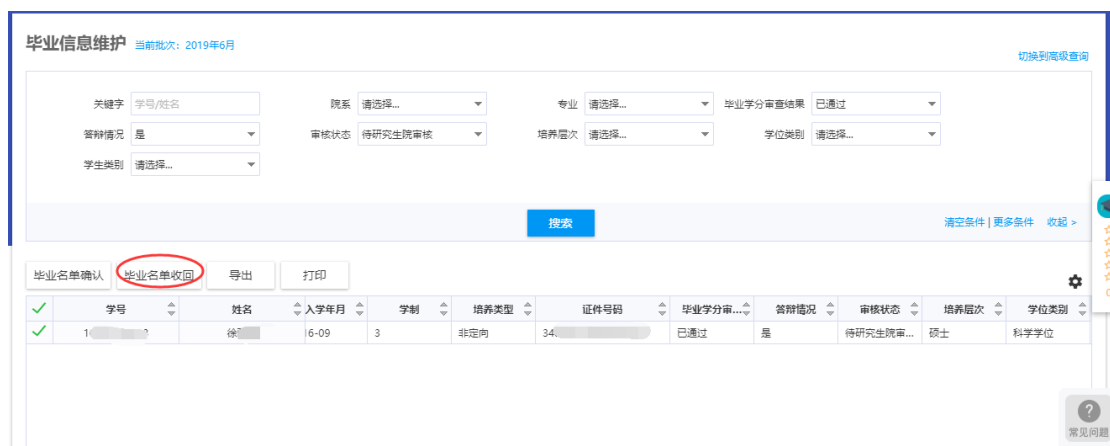 毕业信息维护 当前批次：2019年6月
切换到高级查询
关键字 学号/姓名 院系 请选择... 专业 请选择... 毕业学分审查结果 已通过
答辩情况 是 审核状态 待研究生院审核 培养层次 请选择... 学位类别 请选择...
学生类别 请选择...
搜索 清空条件 | 更多条件 收起 >
毕业名单确认 毕业名单收回 导出 打印
学号 姓名 入学年月 学制 培养类型 证件号码 毕业学分审... 答辩情况 审核状态 培养层次 学位类别
徐 16-09 3 非定向 34 已通过 是 待研究生院审... 硕士 科学学位
?
常见问题